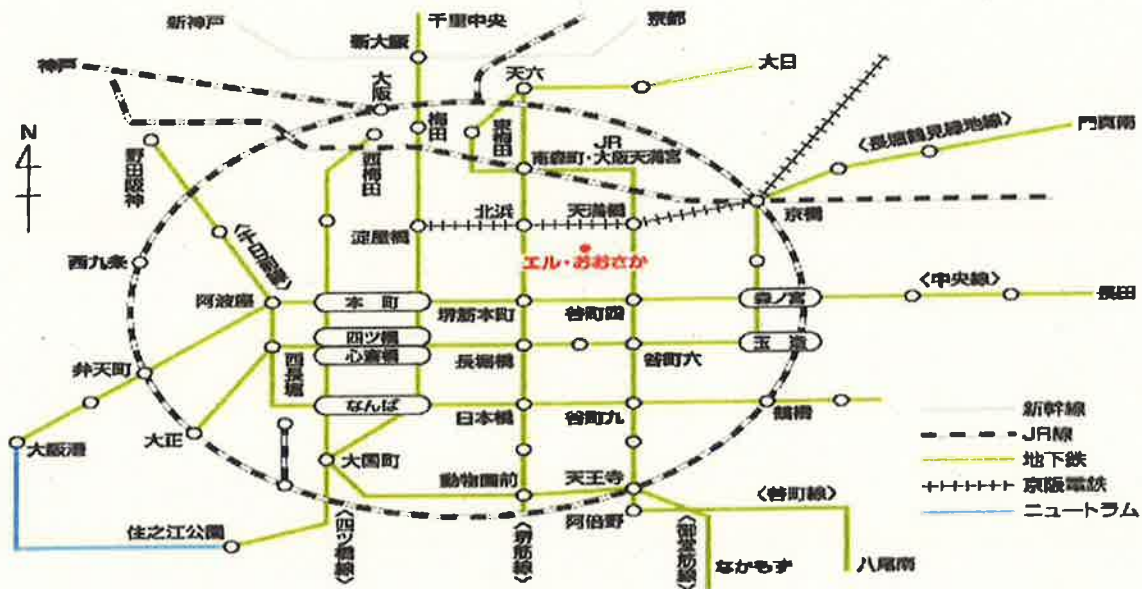 千里中央
新神戸
新大阪
京都
神戸
大阪
天六
大日
N
梅田
東梅田
JR
〈長堀鶴見緑地線〉
門真南
野田阪神
西梅田
南森町・大阪天満宮
北浜
天満橋
京橋
淀屋橋
エル・おおさか
西九条
〈千日前線〉
〈中央線〉
阿波座
本町
堺筋本町
谷町四
森ノ宮
長田
四ツ橋
心斎橋
西長堀
長堀橋
谷町六
玉造
弁天町
なんば
日本橋
谷町九
鶴橋
大阪港
大正
大国町
動物園前
天王寺
〈谷町線〉
住之江公園
〈四ツ橋線〉
〈堺筋線〉
阿倍野
〈御堂筋線〉
なかもず
八尾南
新幹線
JR線
地下鉄
京阪電鉄
ニュートラム